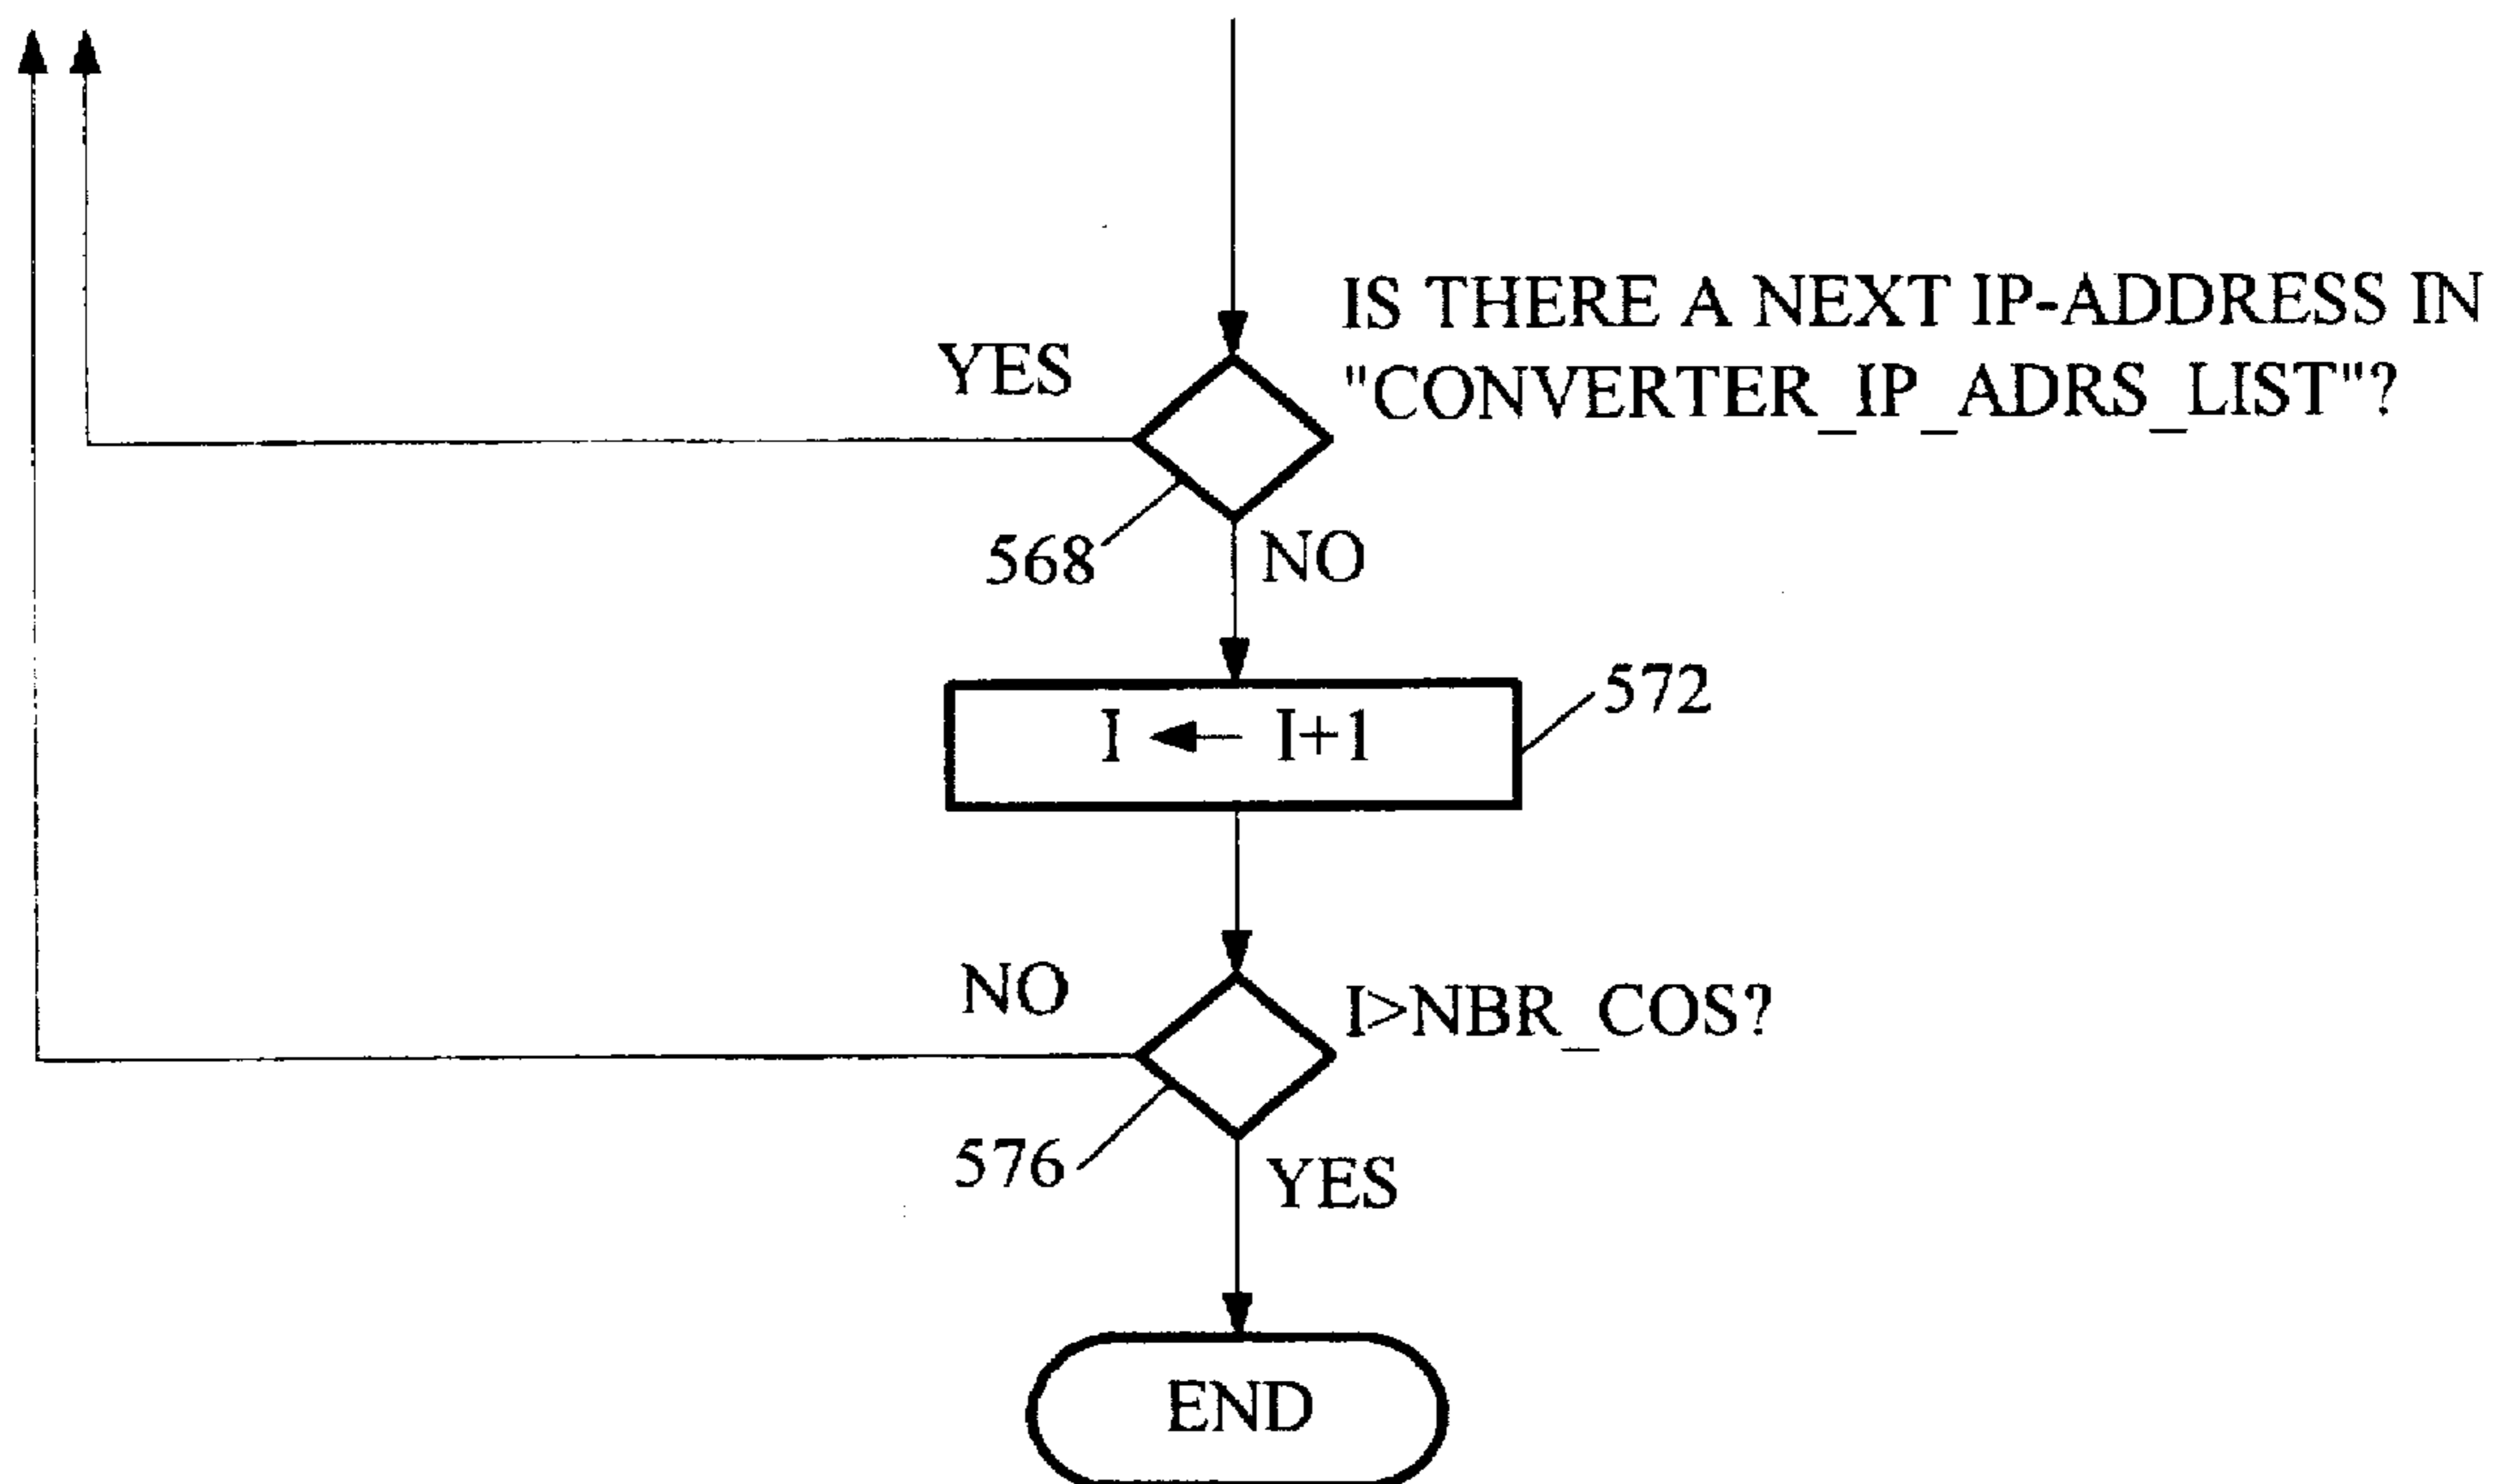 IS THERE A NEXT IP-ADDRESS IN
"CONVERTER_IP_ADRS_LIST"?
YES
568
NO
572
I ← I+1
NO
I>NBR_COS?
576
YES
END